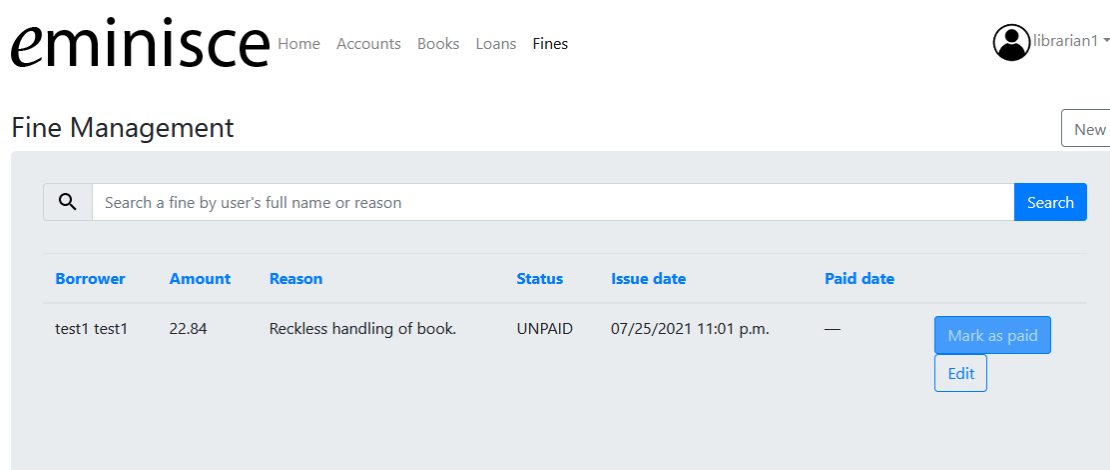 eminisce Home Accounts Books Loans Fines librarian1
Fine Management New
Search a fine by user's full name or reason Search
Borrower Amount Reason Status Issue date Paid date
test1 test1 22.84 Reckless handling of book. UNPAID 07/25/2021 11:01 p.m. — Mark as paid
Edit